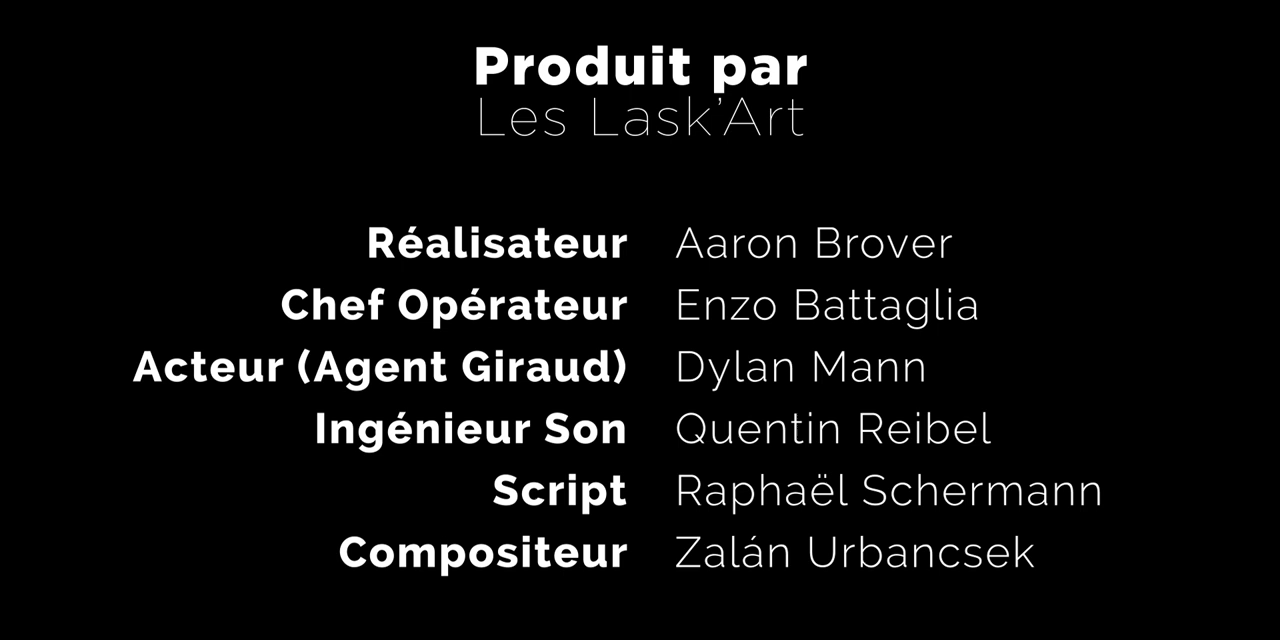 Produit par
Les Lask'Art
Réalisateur Aaron Brover
Chef Opérateur Enzo Battaglia
Acteur (Agent Giraud) Dylan Mann
Ingénieur Son Quentin Reibel
Script Raphaël Schermann
Compositeur Zalán Urbancsek